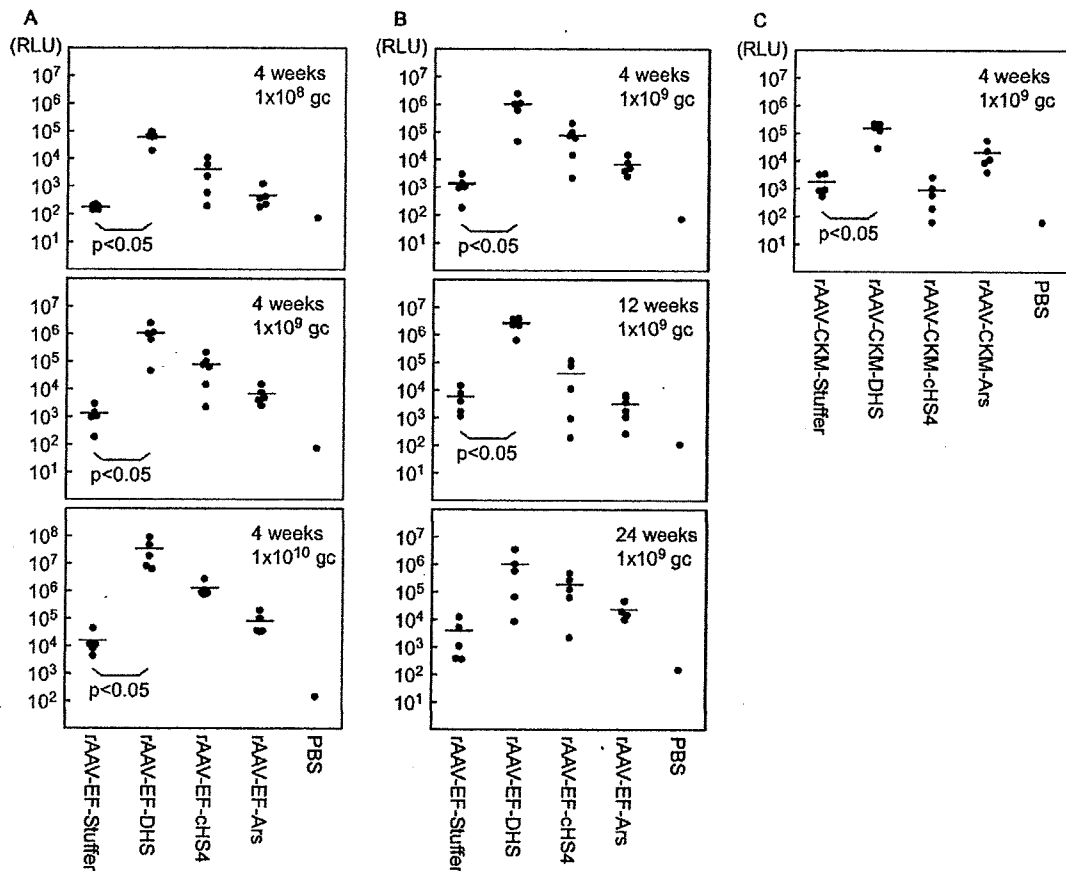 A
(RLU)
10⁷
10⁶
10⁵
10⁴
10³
10²
10¹
4 weeks
1x10⁸ gc
p<0.05
10⁷
10⁶
10⁵
10⁴
10³
10²
10¹
4 weeks
1x10⁹ gc
p<0.05
10⁸
10⁷
10⁶
10⁵
10⁴
10³
10²
4 weeks
1x10¹⁰ gc
p<0.05
rAAV-EF-Stuffer
rAAV-EF-DHS
rAAV-EF-cHS4
rAAV-EF-Ars
PBS
B
(RLU)
10⁷
10⁶
10⁵
10⁴
10³
10²
10¹
4 weeks
1x10⁹ gc
p<0.05
10⁷
10⁶
10⁵
10⁴
10³
10²
10¹
12 weeks
1x10⁹ gc
p<0.05
10⁷
10⁶
10⁵
10⁴
10³
10²
10¹
24 weeks
1x10⁹ gc
rAAV-EF-Stuffer
rAAV-EF-DHS
rAAV-EF-cHS4
rAAV-EF-Ars
PBS
C
(RLU)
10⁷
10⁶
10⁵
10⁴
10³
10²
10¹
4 weeks
1x10⁹ gc
p<0.05
rAAV-CKM-Stuffer
rAAV-CKM-DHS
rAAV-CKM-cHS4
rAAV-CKM-Ars
PBS